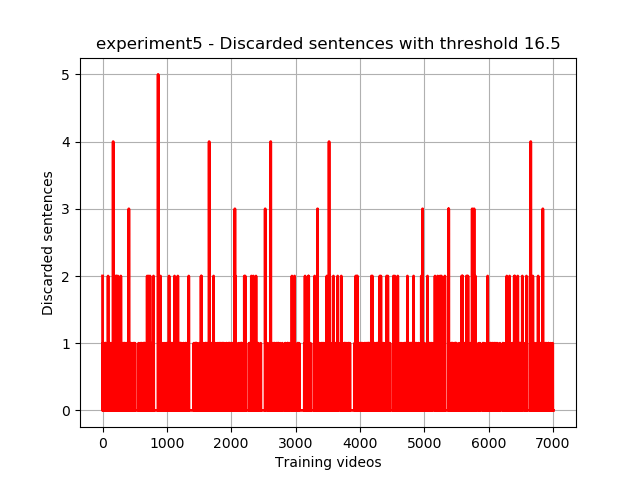 experiment5 - Discarded sentences with threshold 16.5
5
4
3
2
1
0
Discarded sentences
0 1000 2000 3000 4000 5000 6000 7000
Training videos